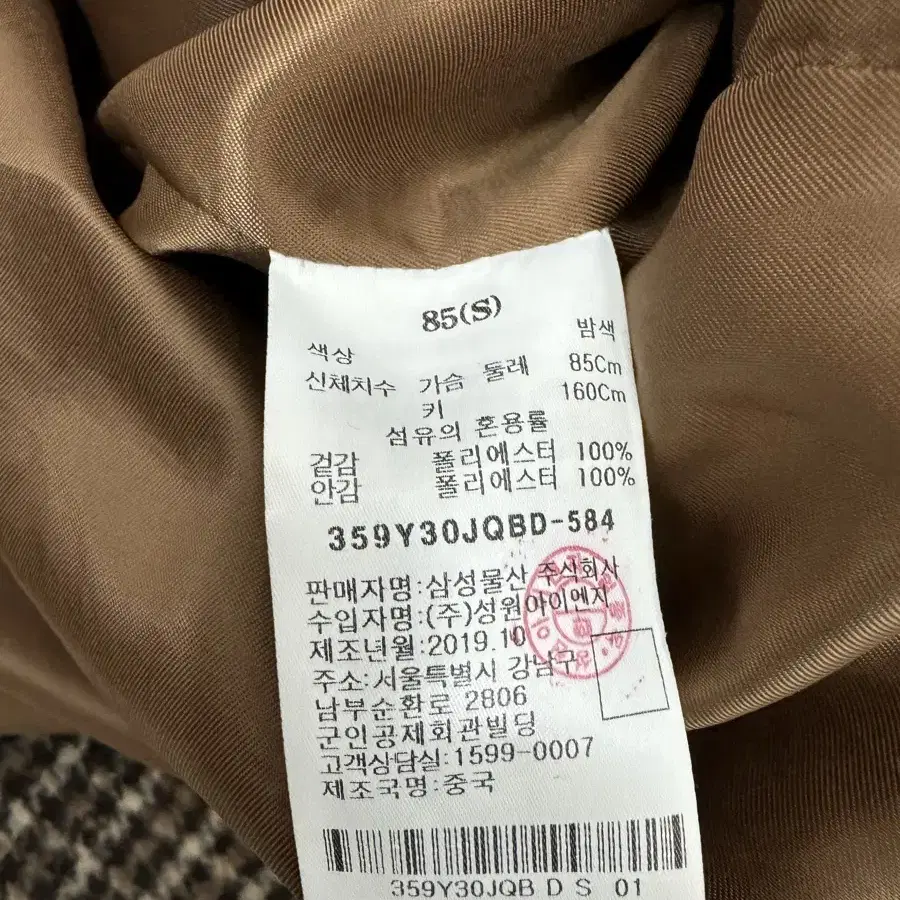 85(S)
색상 밤색
신체치수 가슴 둘레 85Cm
키 160Cm
섬유의 혼용률
겉감 폴리에스터 100%
안감 폴리에스터 100%
359Y30JQBD-584
판매자명:삼성물산 주식회사
수입자명:(주)성원아이엔지
제조년월:2019.10
주소:서울특별시 강남구
남부순환로 2806
군인공제회관빌딩
고객상담실:1599-0007
제조국명:중국
359Y30JQB D S 01